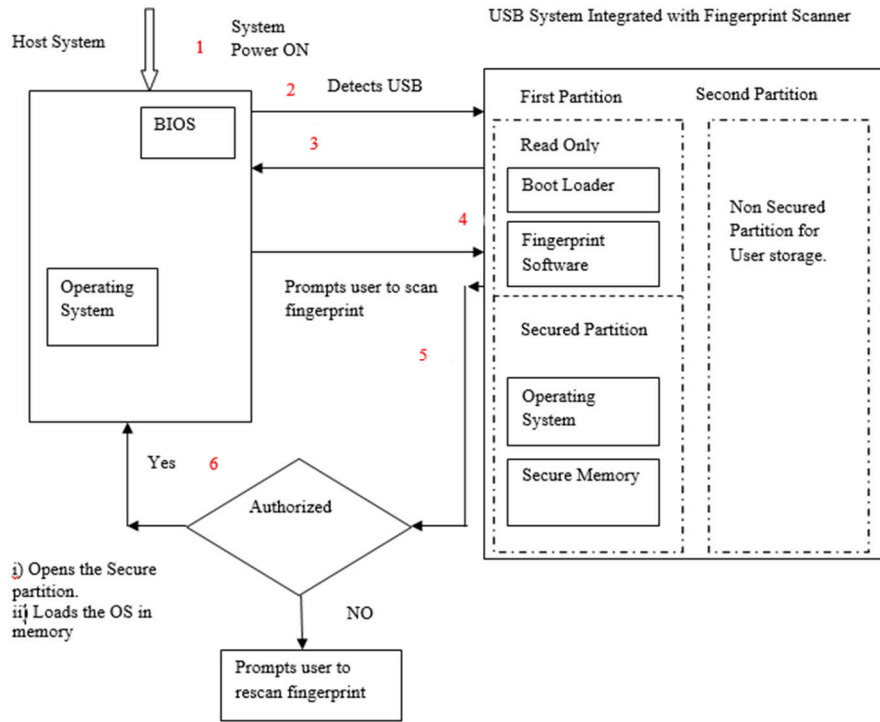 USB System Integrated with Fingerprint Scanner
Host System
1
System
Power ON
2
Detects USB
First Partition
Second Partition
BIOS
3
Read Only
Boot Loader
4
Fingerprint
Software
Non Secured
Partition for
User storage.
Operating
System
Prompts user to scan
fingerprint
5
Secured Partition
Operating
System
Secure Memory
Yes
6
Authorized
i) Opens the Secure
partition.
ii) Loads the OS in
memory
NO
Prompts user to
rescan fingerprint